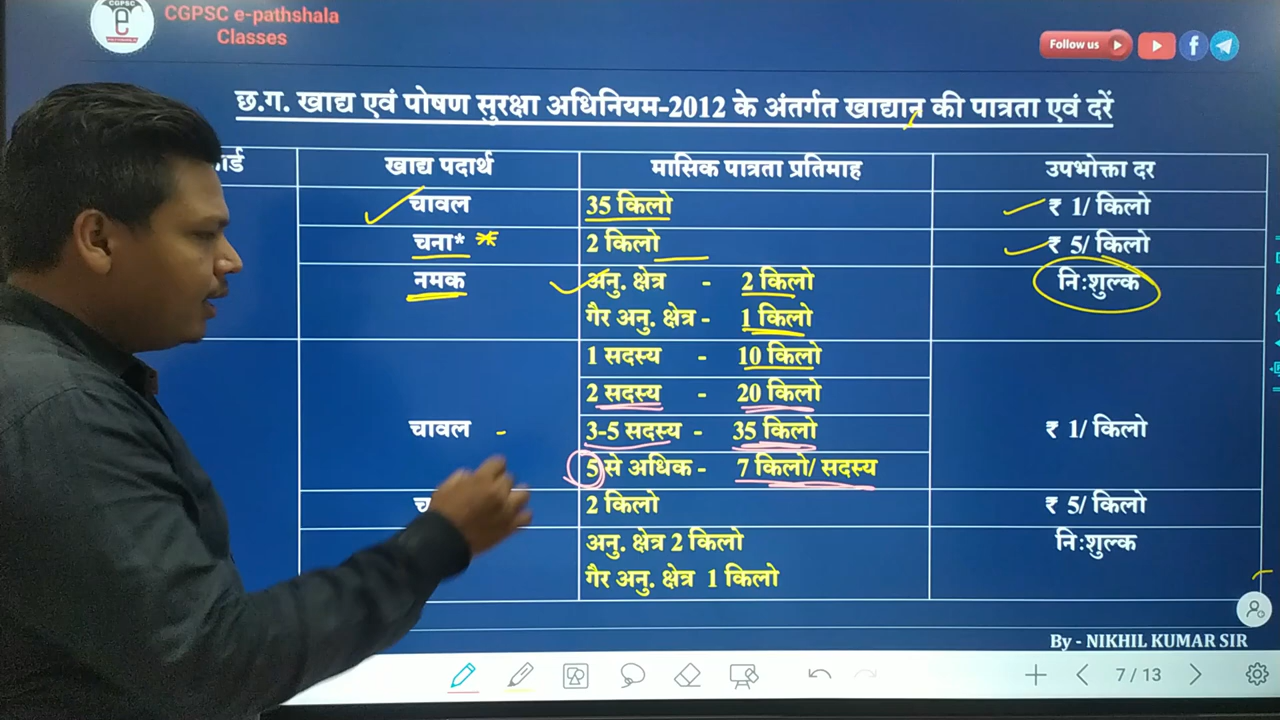 CGPSC e-pathshala
Classes
Follow us
छ.ग. खाद्य एवं पोषण सुरक्षा अधिनियम-2012 के अंतर्गत खाद्यान की पात्रता एवं दरें
खाद्य पदार्थ मासिक पात्रता प्रतिमाह उपभोक्ता दर
चावल 35 किलो ₹ 1/ किलो
चना* 2 किलो ₹ 5/ किलो
नमक अनु. क्षेत्र - 2 किलो नि:शुल्क
गैर अनु. क्षेत्र - 1 किलो
1 सदस्य - 10 किलो
2 सदस्य - 20 किलो
चावल 3-5 सदस्य - 35 किलो ₹ 1/ किलो
5 से अधिक - 7 किलो/ सदस्य
2 किलो ₹ 5/ किलो
अनु. क्षेत्र 2 किलो नि:शुल्क
गैर अनु. क्षेत्र 1 किलो
By - NIKHIL KUMAR SIR
7 / 13